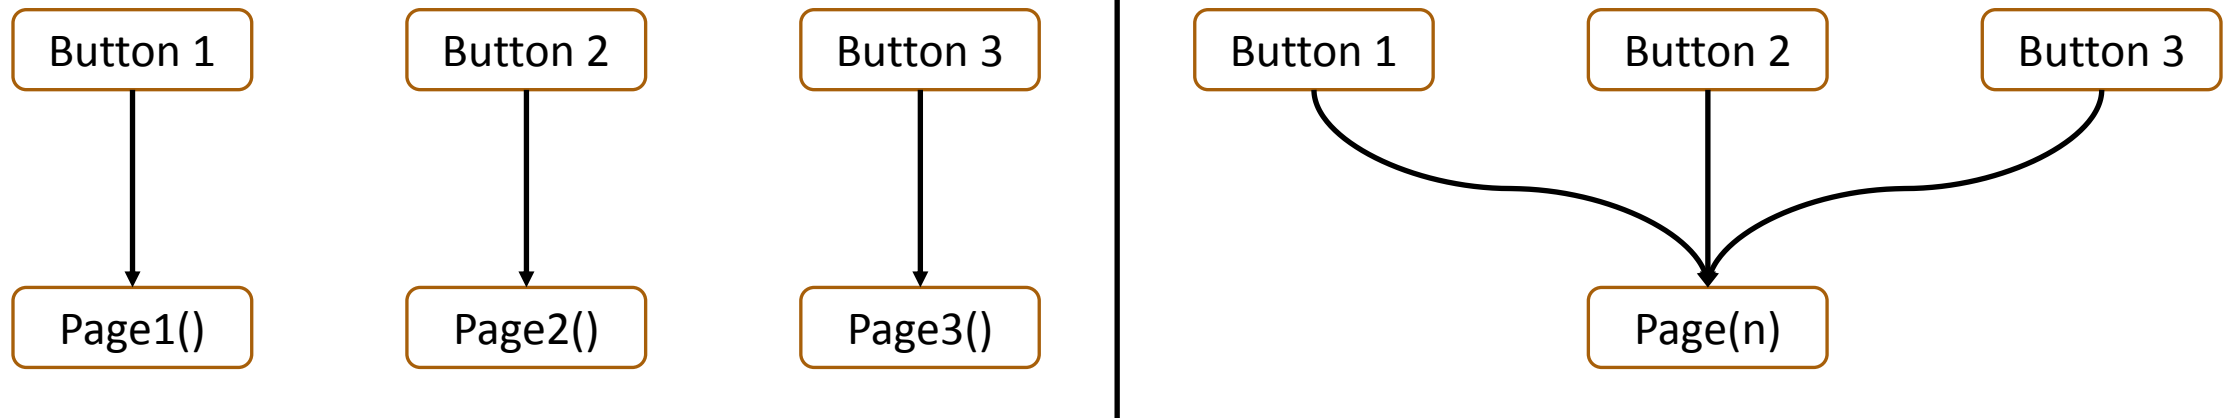 Button 1
Button 2
Button 3
Page1()
Page2()
Page3()
Button 1
Button 2
Button 3
Page(n)